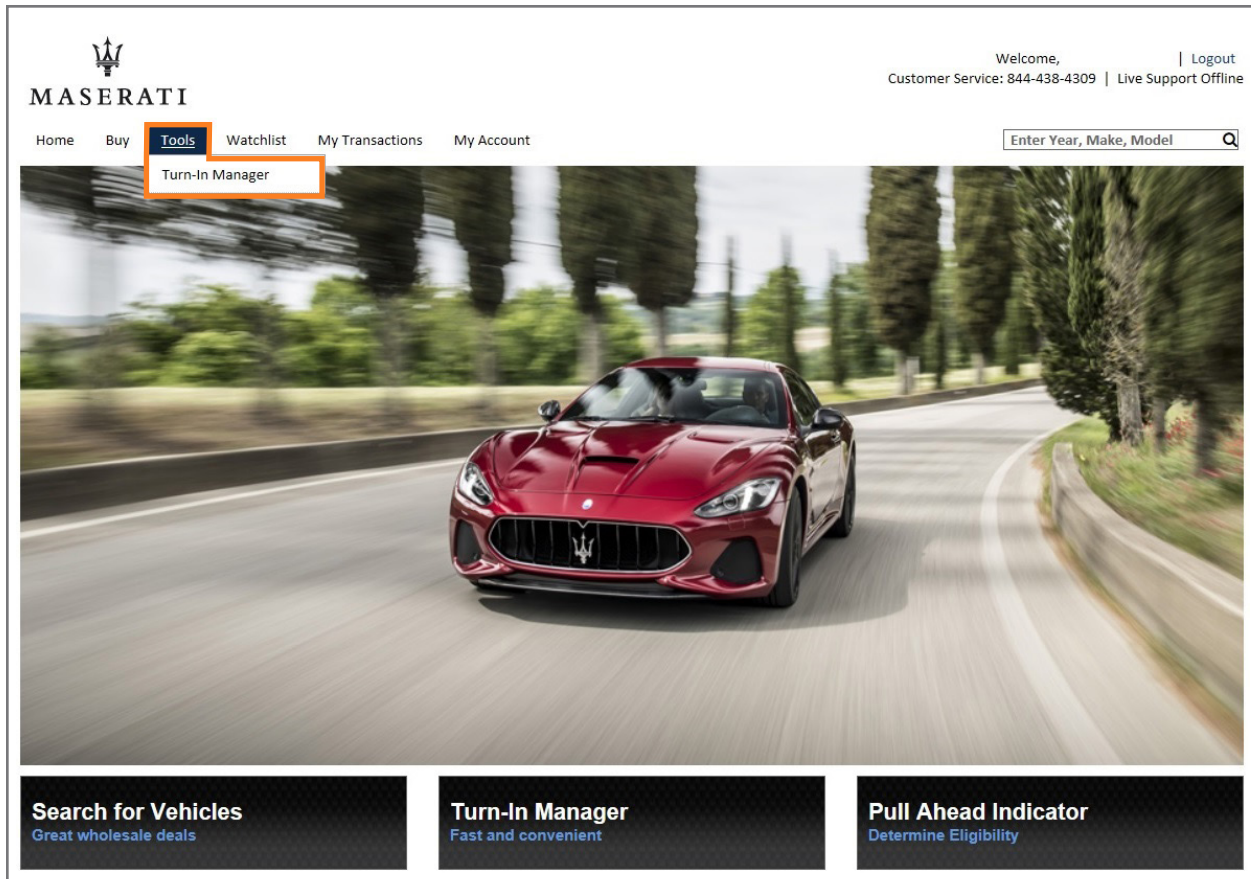 MASERATI
Welcome, | Logout
Customer Service: 844-438-4309 | Live Support Offline
Home Buy Tools Watchlist My Transactions My Account
Enter Year, Make, Model
Turn-In Manager
Search for Vehicles
Great wholesale deals
Turn-In Manager
Fast and convenient
Pull Ahead Indicator
Determine Eligibility